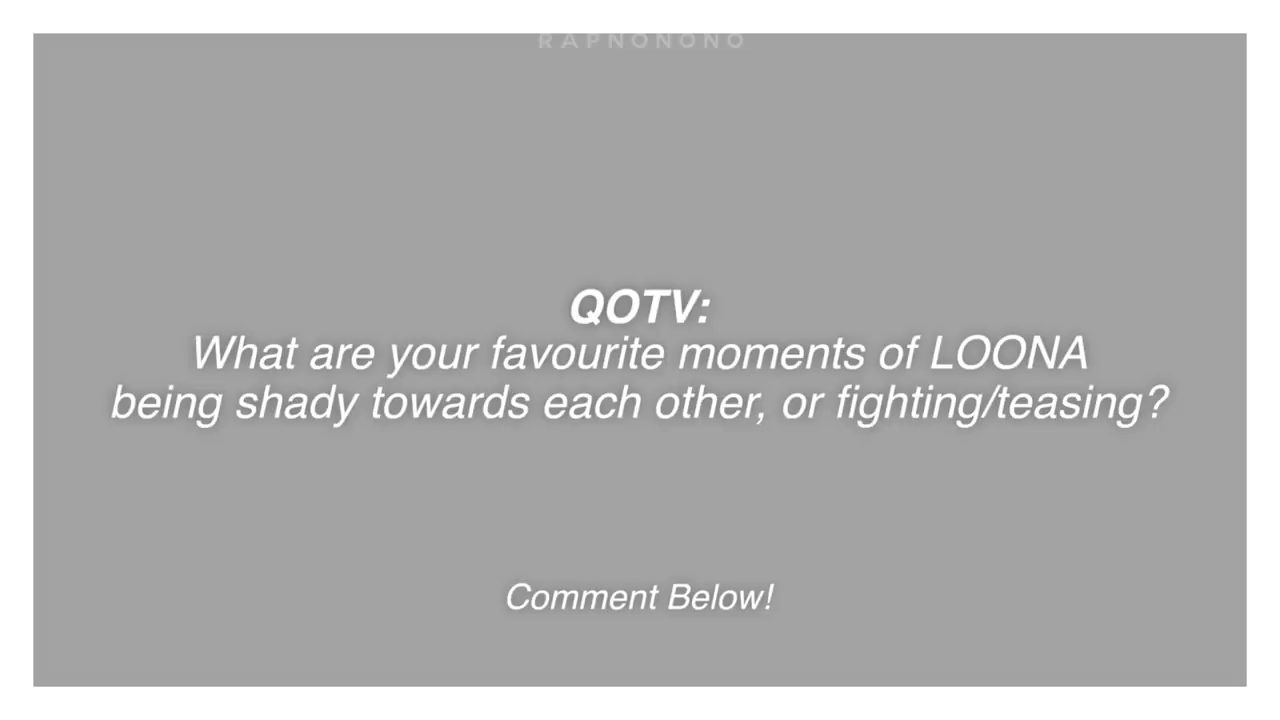 RAPNONONO
QOTV:
What are your favourite moments of LOONA
being shady towards each other, or fighting/teasing?
Comment Below!